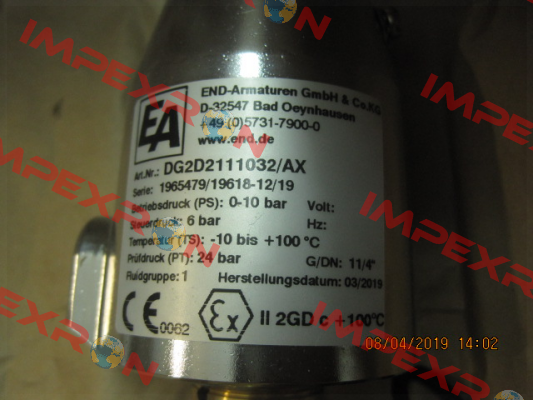 EA
END-Armaturen GmbH & Co.KG
D-32547 Bad Oeynhausen
+49 (0)5731-7900-0
www.end.de
Art.Nr.: DG2D2111032/AX
Serie: 1965479/19618-12/19
Betriebsdruck (PS): 0-10 bar Volt:
Steuerdruck: 6 bar Hz:
Temperatur (TS): -10 bis +100°C
Prüfdruck (PT): 24 bar G/DN: 11/4"
Fluidgruppe: 1 Herstellungsdatum: 03/2019
CE 0062 Ex II 2GD c +100°C
08/04/2019 14:02
IMPEXRON
IMPEXRON
IMPEXRON
IMPEXRON
IMPEXRON